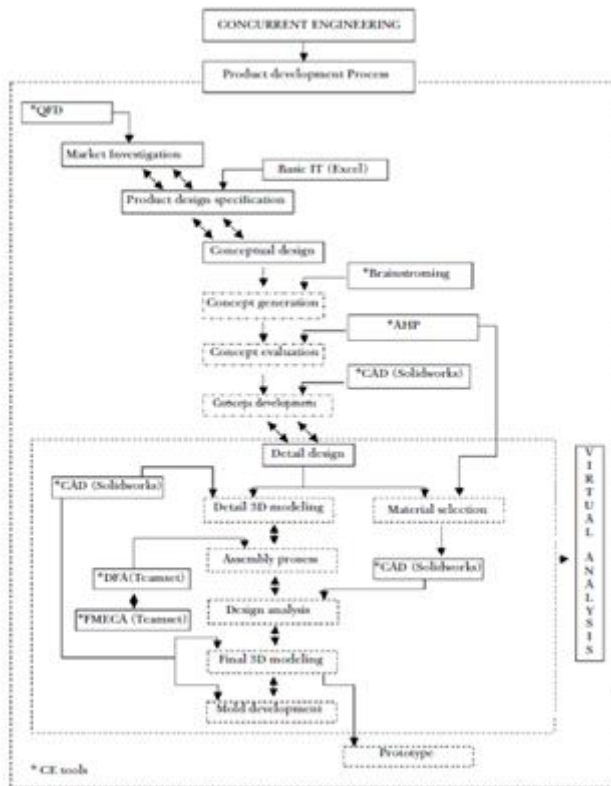 CONCURRENT ENGINEERING
Product development Process
*QFD
Market Investigation
Basic IT (Excel)
Product design specification
Conceptual design
*Brainstroming
Concept generation
*AHP
Concept evaluation
*CAD (Solidworks)
Concept development
Detail design
*CAD (Solidworks)
Detail 3D modeling
Material selection
Assembly prosess
*CAD (Solidworks)
*DFA(Teamset)
Design analysis
*FMECA (Teamset)
Final 3D modeling
Mold development
Prototype
* CE tools
VIRTUAL ANALYSIS